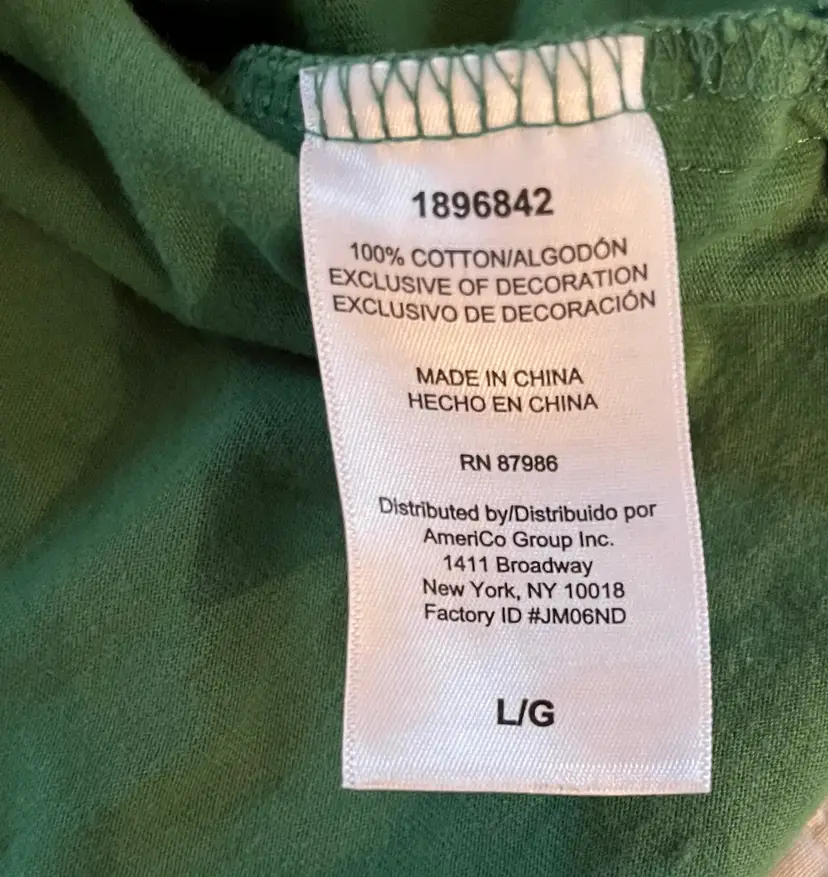 1896842
100% COTTON/ALGODÓN
EXCLUSIVE OF DECORATION
EXCLUSIVO DE DECORACIÓN
MADE IN CHINA
HECHO EN CHINA
RN 87986
Distributed by/Distribuido por
AmeriCo Group Inc.
1411 Broadway
New York, NY 10018
Factory ID #JM06ND
L/G